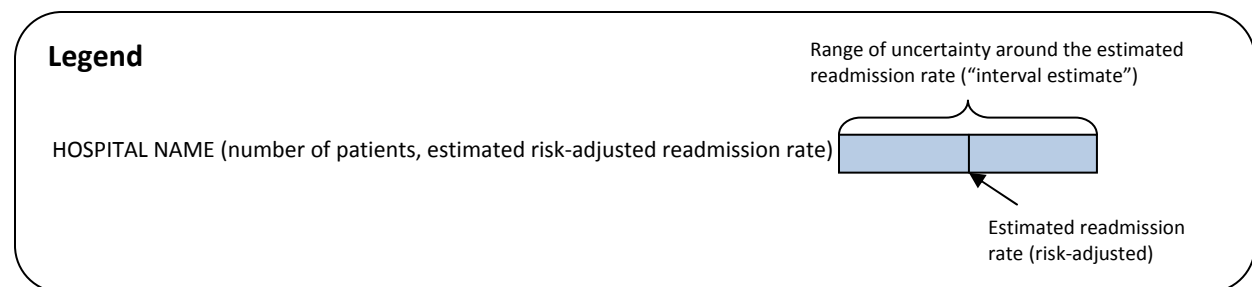 Legend
Range of uncertainty around the estimated
readmission rate (“interval estimate”)
HOSPITAL NAME (number of patients, estimated risk-adjusted readmission rate)
Estimated readmission
rate (risk-adjusted)